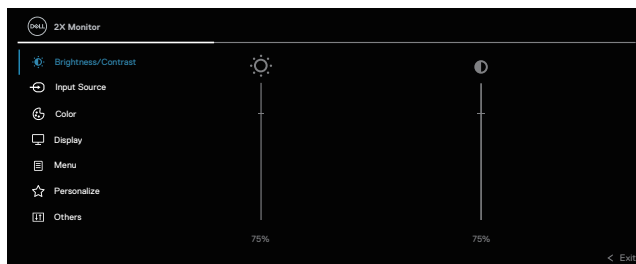 DELL 2X Monitor
Brightness/Contrast
Input Source
Color
Display
Menu
Personalize
Others
75% 75%
< Exit